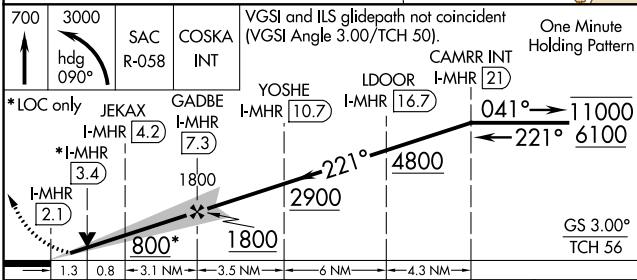 700
3000
hdg
090°
SAC
R-058
COSKA
INT
VGSI and ILS glidepath not coincident
(VGSI Angle 3.00/TCH 50).
One Minute
Holding Pattern
*LOC only
CAMRR INT
I-MHR 21
LDOOR
I-MHR 16.7
YOSHE
I-MHR 10.7
GADBE
I-MHR
7.3
JEKAX
I-MHR 4.2
*I-MHR
3.4
I-MHR
2.1
041°
11000
221°
6100
221°
4800
2900
1800
1800
800*
GS 3.00°
TCH 56
1.3
0.8
3.1 NM
3.5 NM
6 NM
4.3 NM